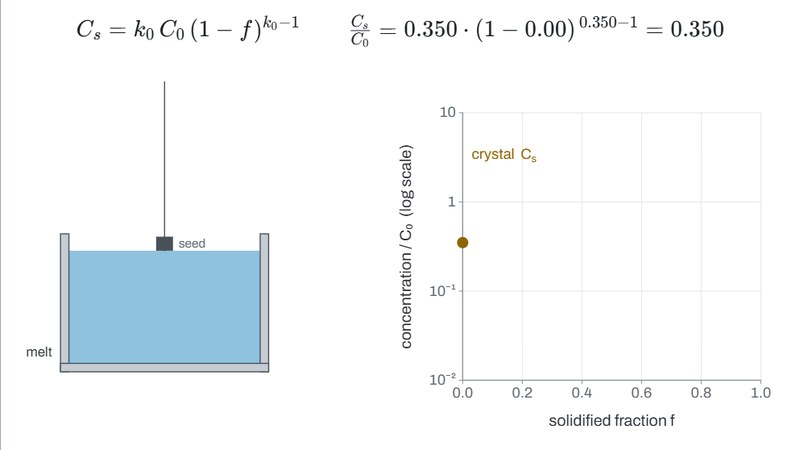 C_s = k_0 C_0 (1 − f)^{k_0−1}
C_s/C_0 = 0.350 · (1 − 0.00)^{0.350−1} = 0.350
seed
melt
concentration / C₀ (log scale)
10
1
10⁻¹
10⁻²
crystal Cₛ
0.0 0.2 0.4 0.6 0.8 1.0
solidified fraction f